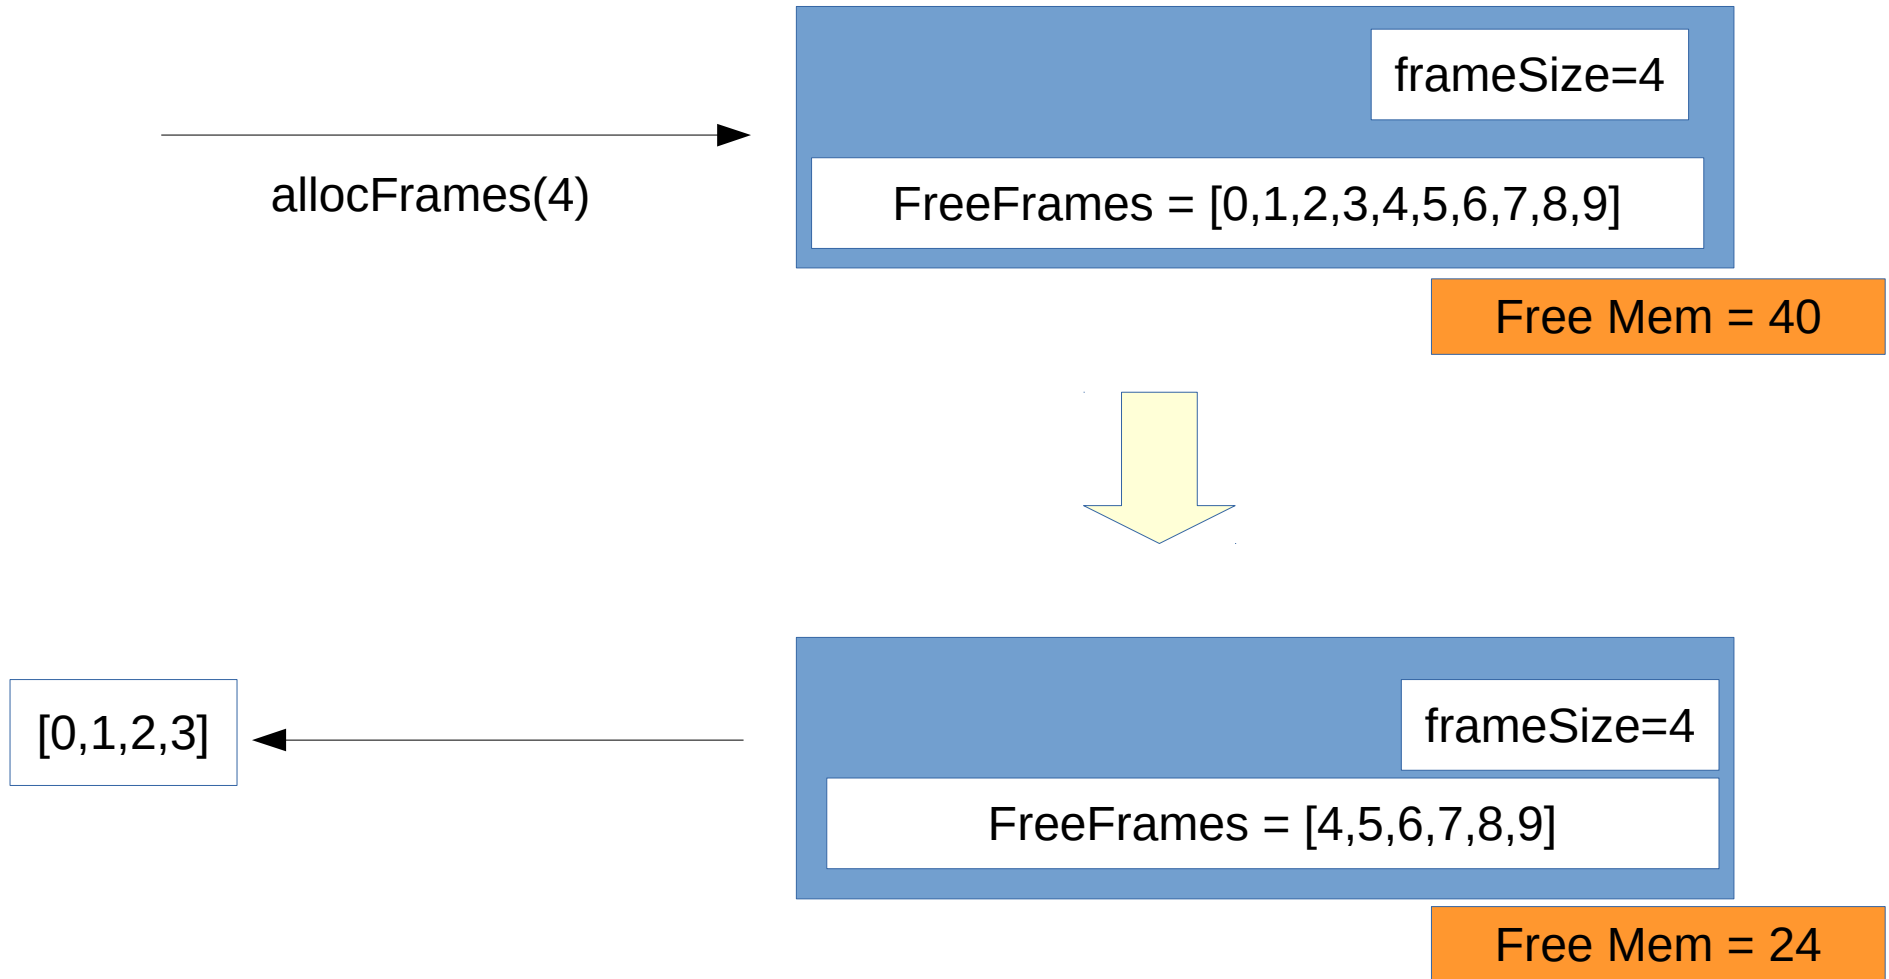 frameSize=4
allocFrames(4)
FreeFrames = [0,1,2,3,4,5,6,7,8,9]
Free Mem = 40
[0,1,2,3]
frameSize=4
FreeFrames = [4,5,6,7,8,9]
Free Mem = 24